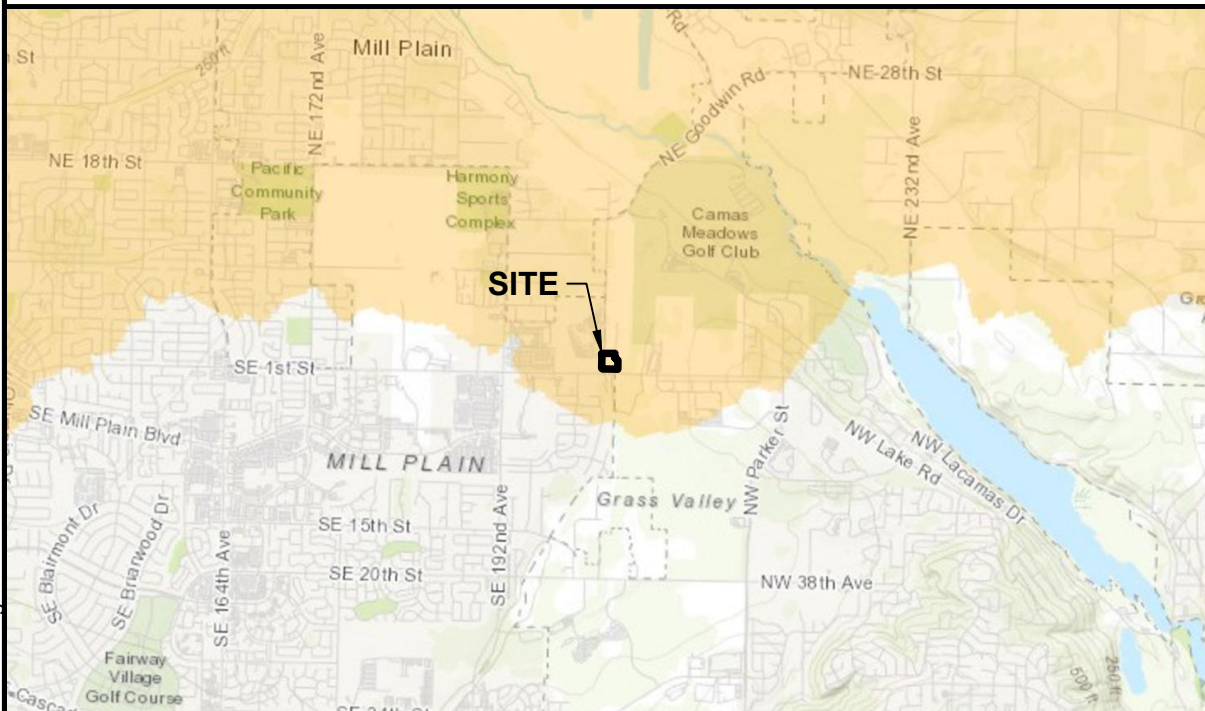 Rd
Mill Plain
NE 172nd Ave
St
250 ft
NE-28th St
NE Goodwin Rd
NE 232nd Ave
NE 18th St
Pacific
Community
Park
Harmony
Sports
Complex
Camas
Meadows
Golf Club
SITE
SE 1st St
SE Mill Plain Blvd
MILL PLAIN
NW Parker St
NW Lake Rd
NW Lacamas Dr
Grass Valley
SE Blairmont Dr
SE Briarwood Dr
SE 164th Ave
SE 15th St
SE 192nd Ave
SE 20th St
NW 38th Ave
Fairway
Village
Golf Course
500 ft
250 ft